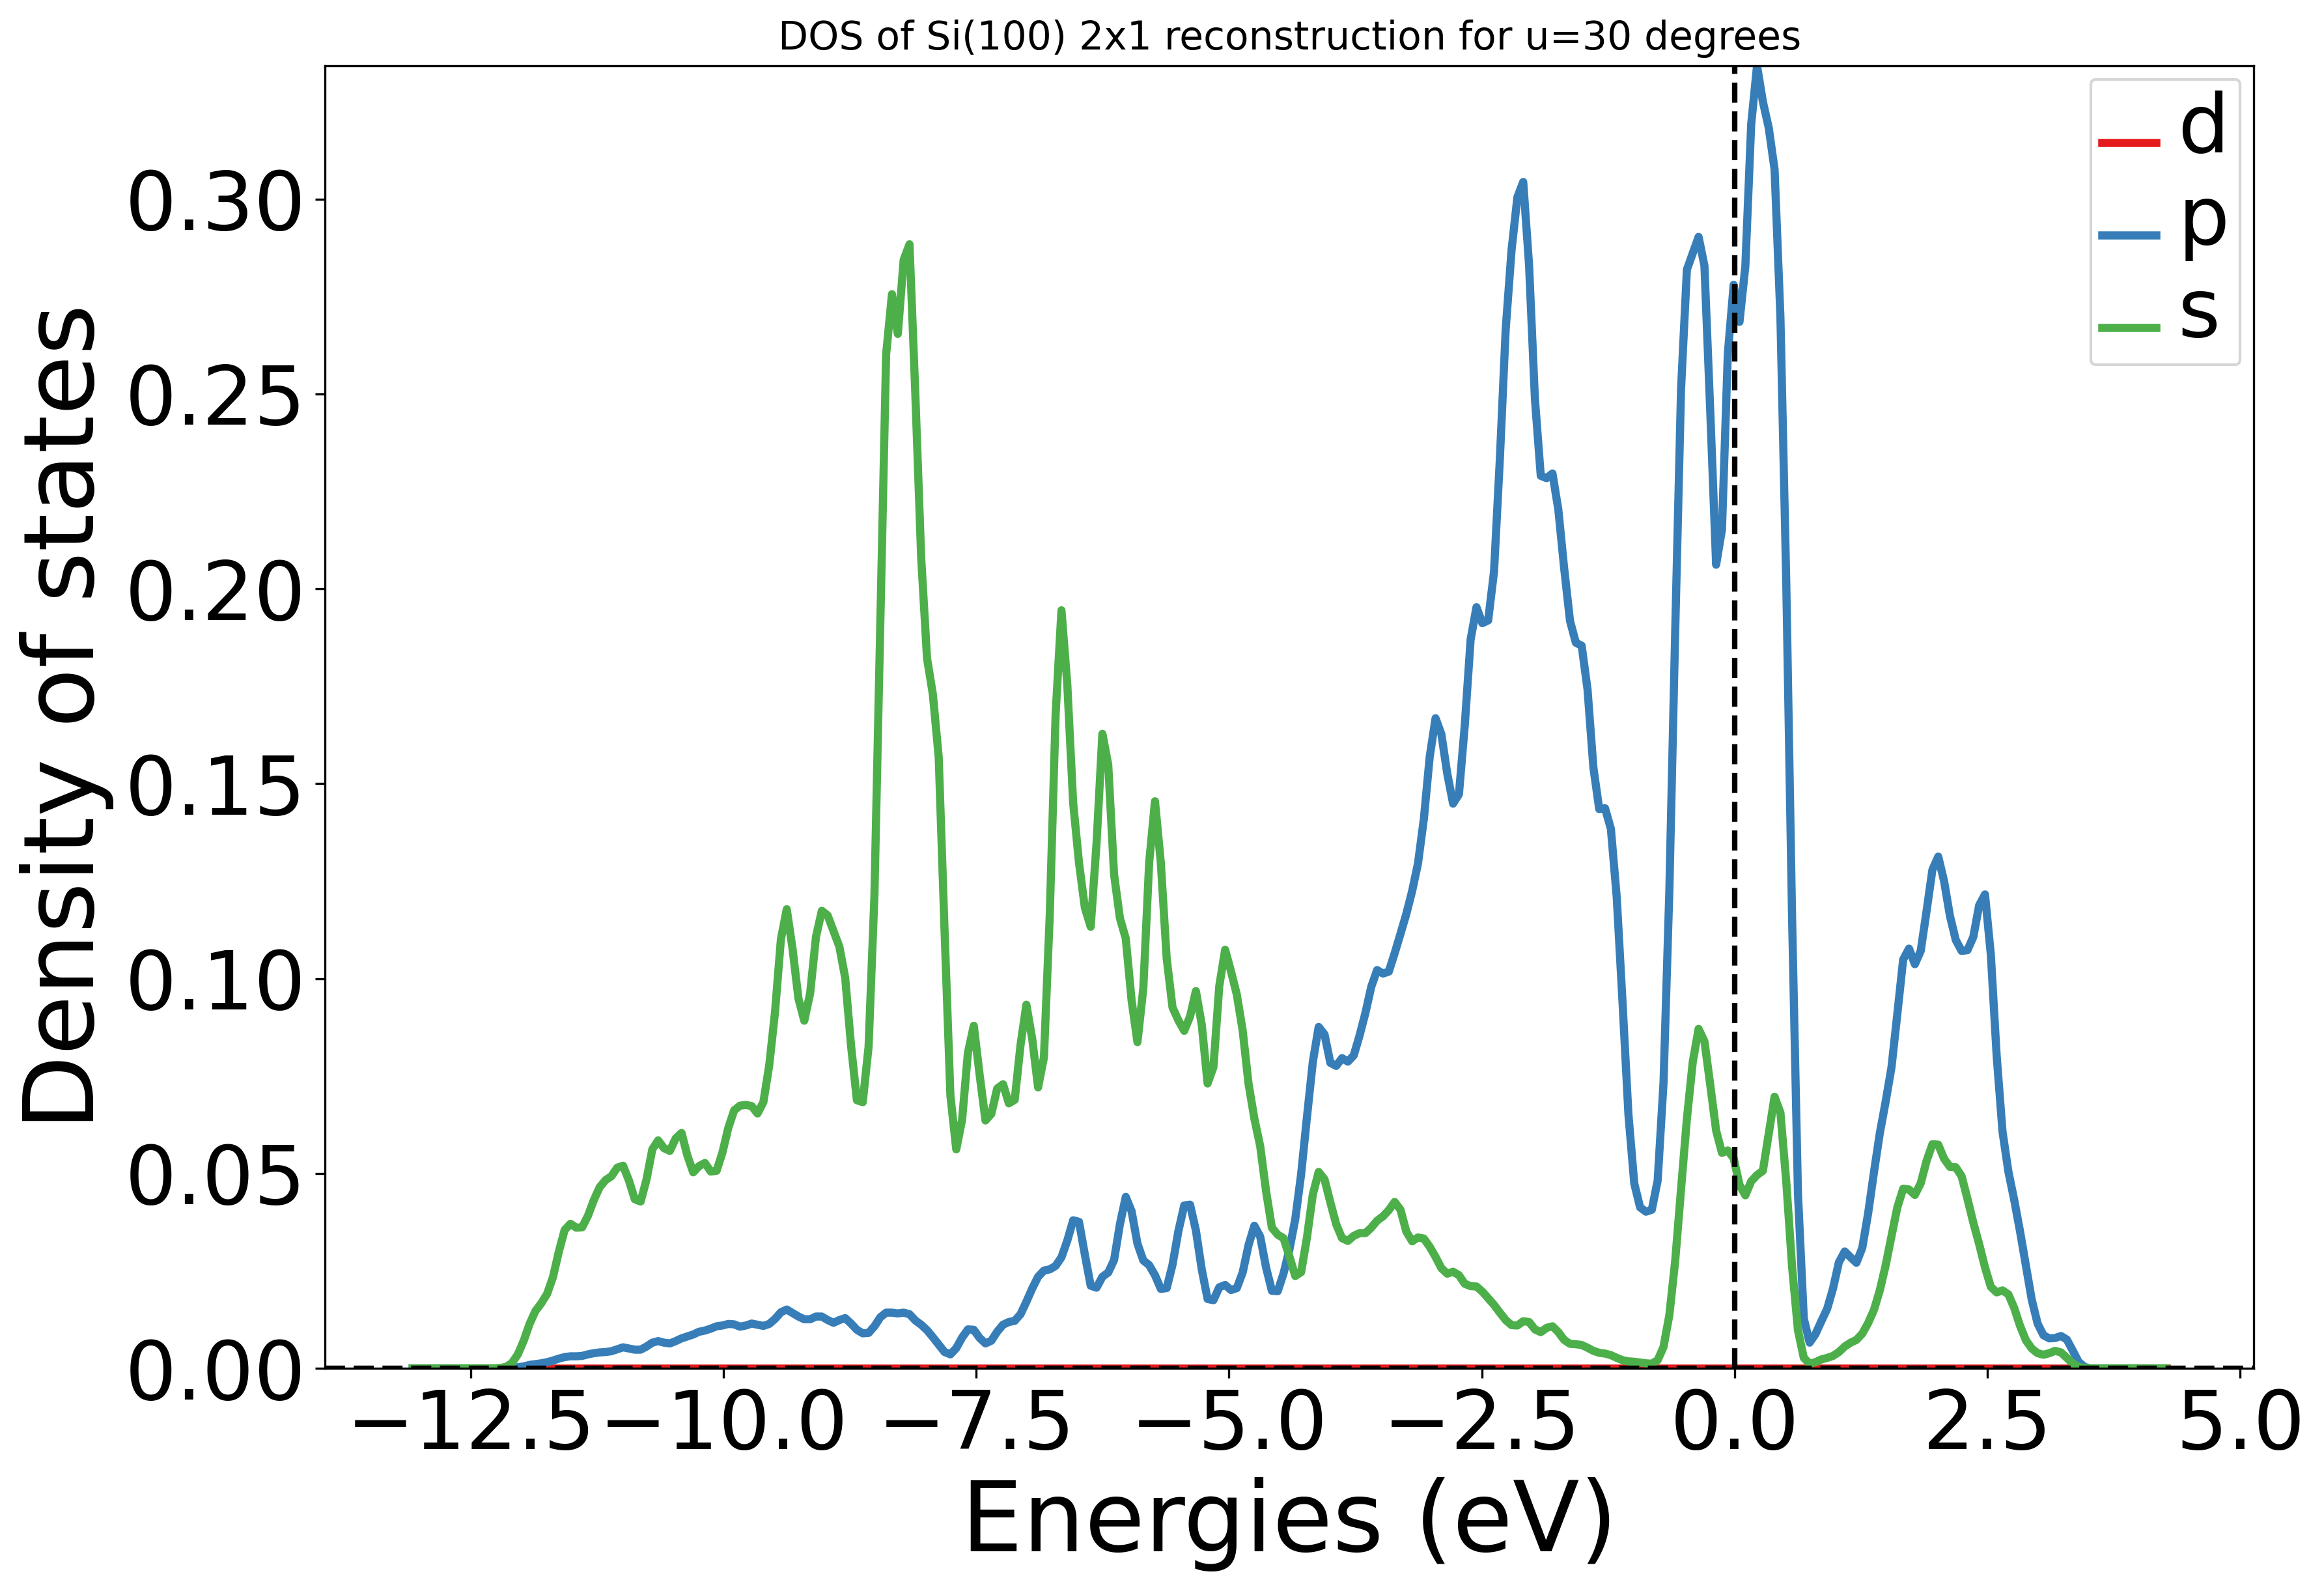 DOS of Si(100) 2x1 reconstruction for u=30 degrees
d
p
s
Density of states
0.30
0.25
0.20
0.15
0.10
0.05
0.00
−12.5 −10.0 −7.5 −5.0 −2.5 0.0 2.5 5.0
Energies (eV)